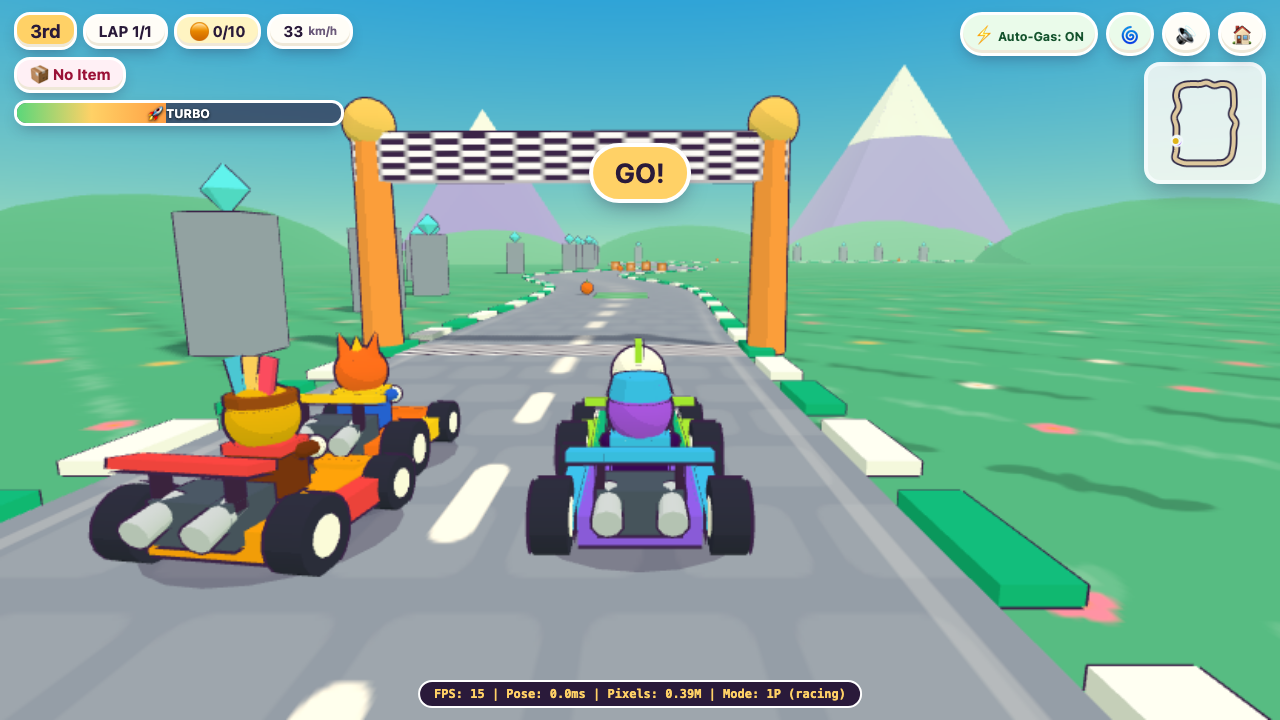 3rd
LAP 1/1
0/10
33 km/h
Auto-Gas: ON
No Item
TURBO
GO!
FPS: 15 | Pose: 0.0ms | Pixels: 0.39M | Mode: 1P (racing)